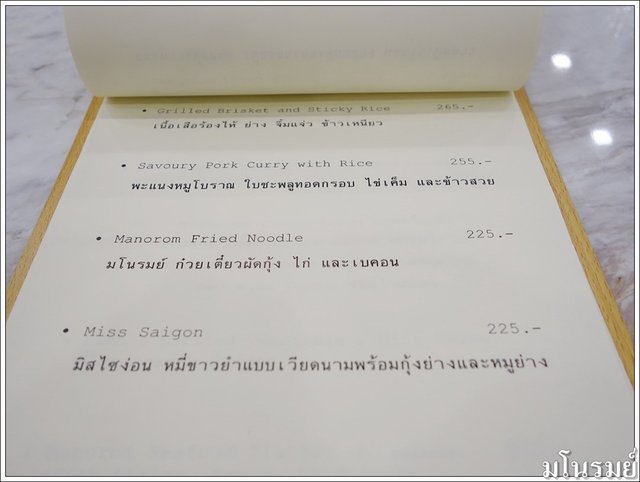 • Grilled Brisket and Sticky Rice 265.-
เนื้อเสือร้องไห้ ย่าง จิ้มแจ่ว ข้าวเหนียว
• Savoury Pork Curry with Rice 255.-
พะแนงหมูโบราณ ใบชะพลูทอดกรอบ ไข่เค็ม และข้าวสวย
• Manorom Fried Noodle 225.-
มโนรมย์ ก๋วยเตี๋ยวผัดกุ้ง ไก่ และเบคอน
• Miss Saigon 225.-
มิสไซง่อน หมี่ขาวยำแบบเวียดนามพร้อมกุ้งย่างและหมูย่าง
มโนรมย์